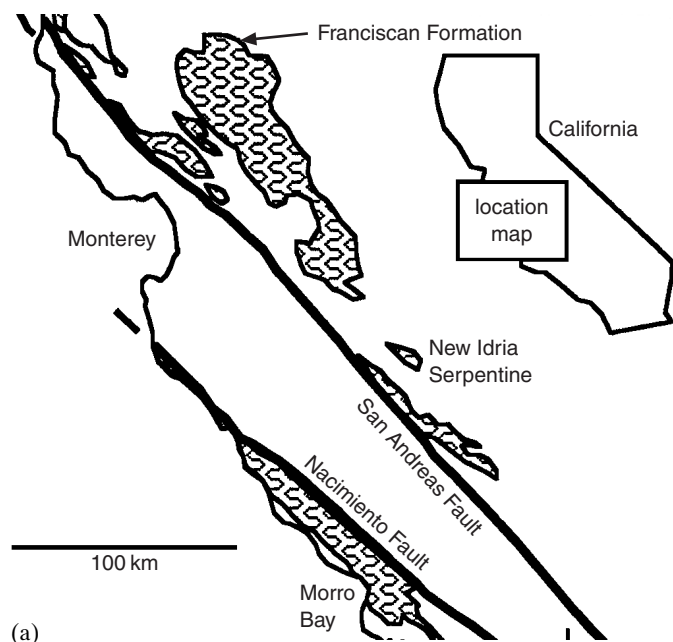 Franciscan Formation
California
location
map
Monterey
New Idria
Serpentine
San Andreas Fault
Nacimiento Fault
100 km
Morro
Bay
(a)